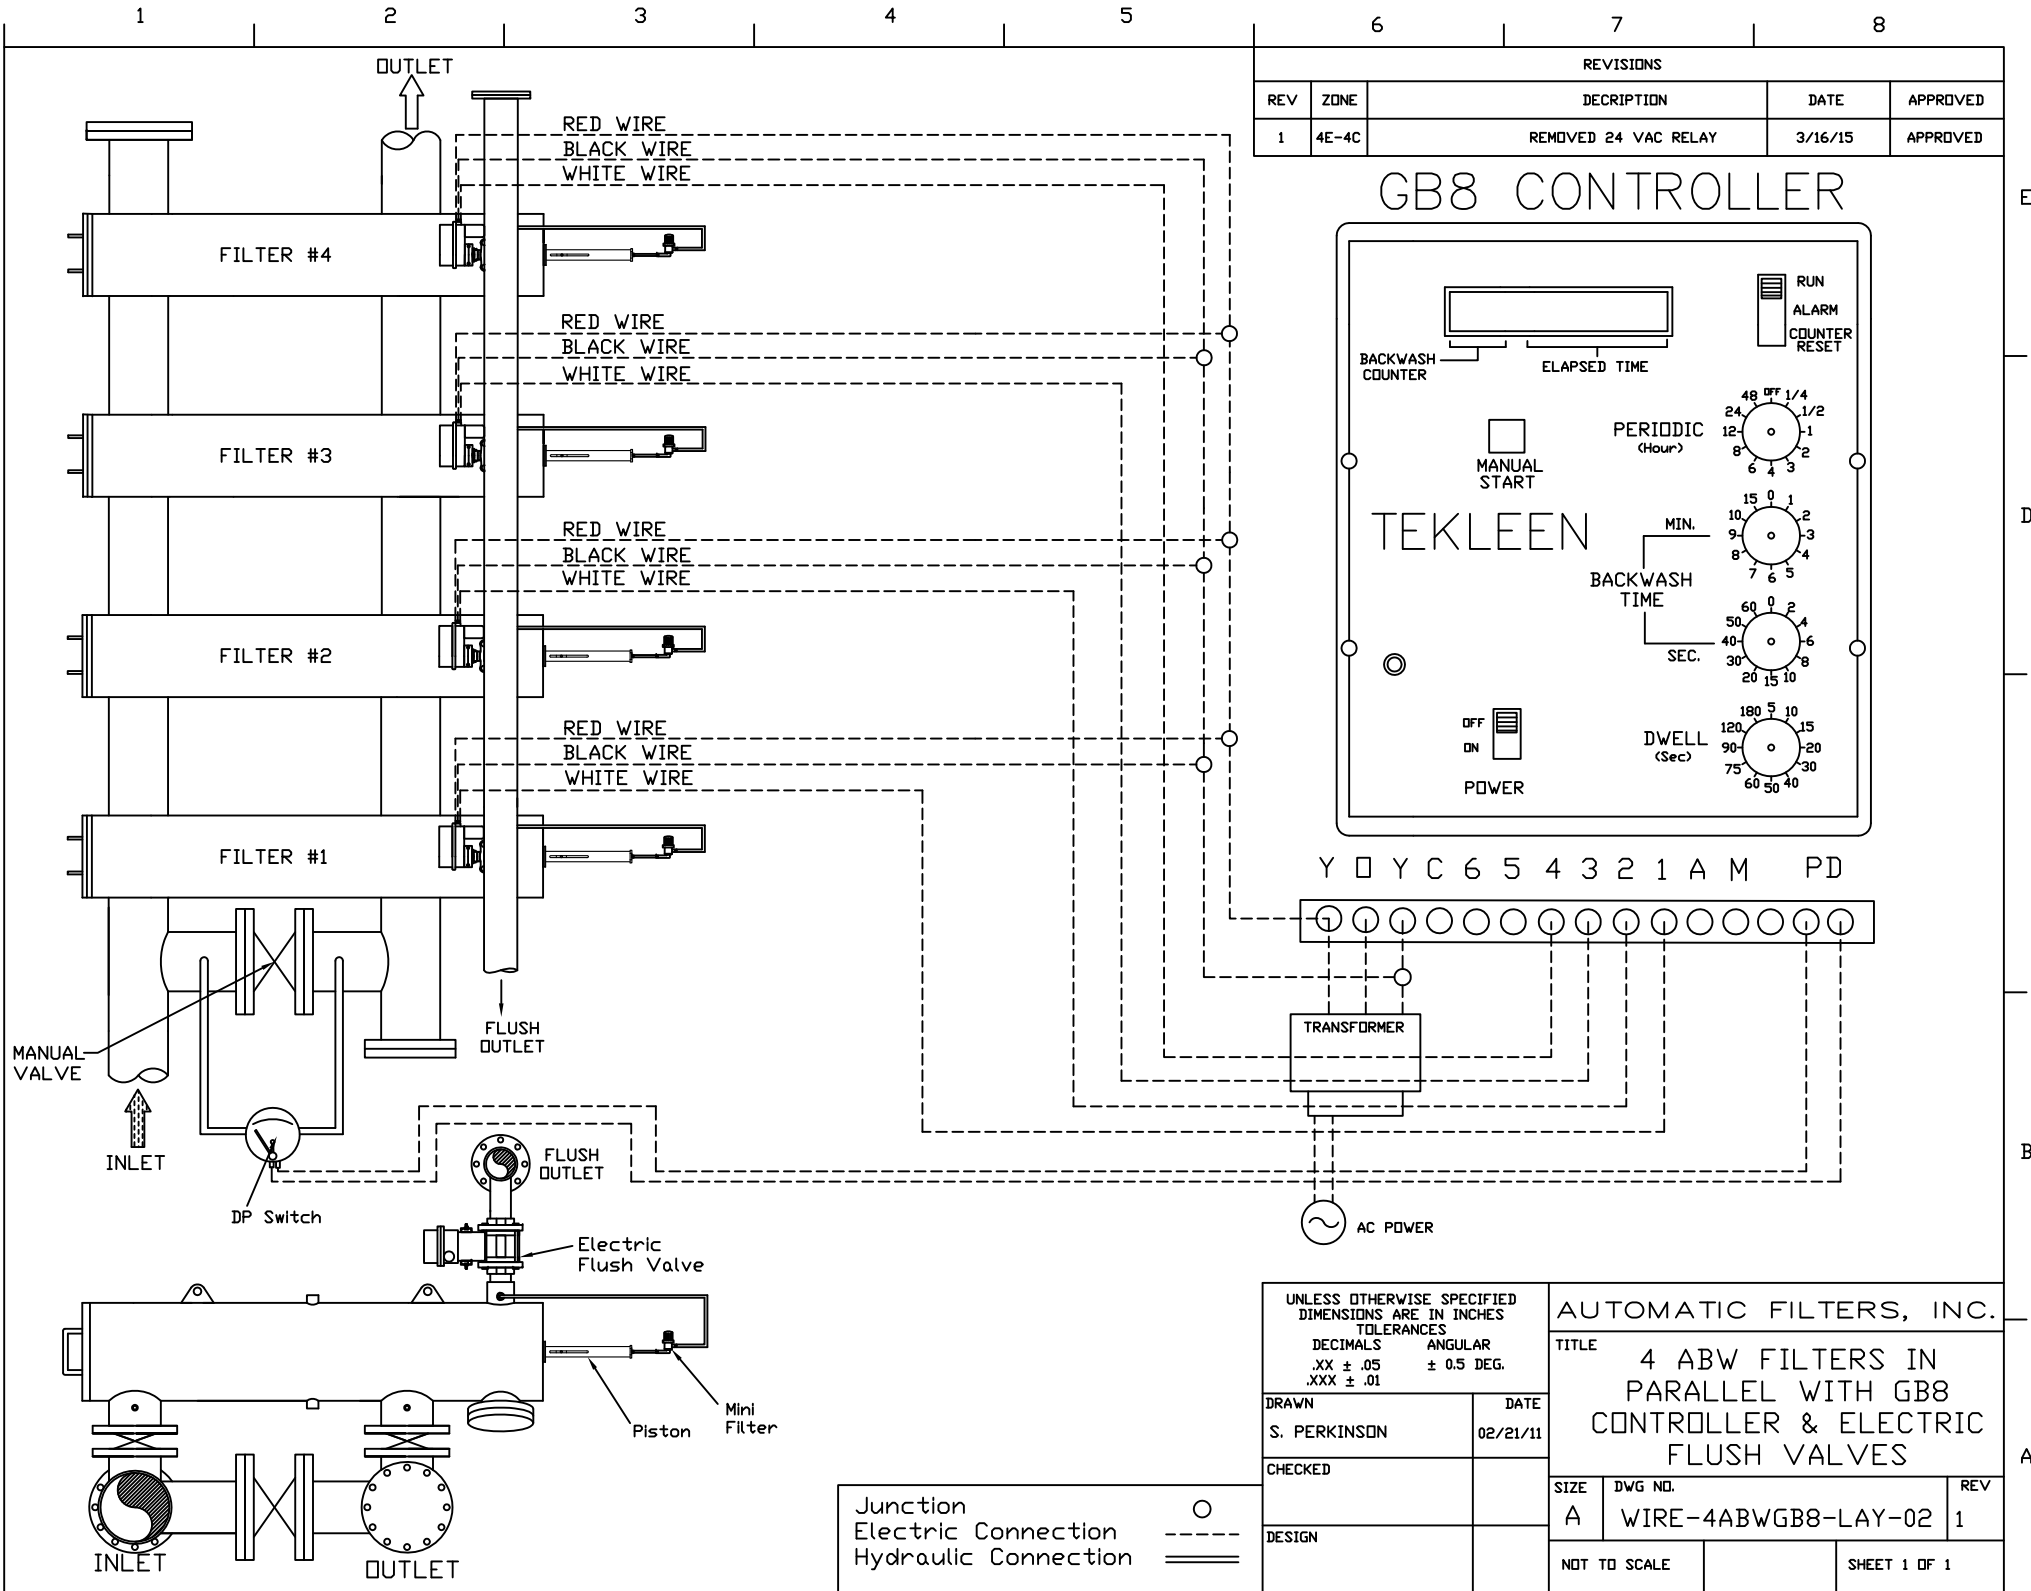 1 2 3 4 5 6 7 8
REVISIONS
REV ZONE DECRIPTION DATE APPROVED
1 4E-4C REMOVED 24 VAC RELAY 3/16/15 APPROVED
E
D
B
A
OUTLET
RED WIRE
BLACK WIRE
WHITE WIRE
FILTER #4
RED WIRE
BLACK WIRE
WHITE WIRE
FILTER #3
RED WIRE
BLACK WIRE
WHITE WIRE
FILTER #2
RED WIRE
BLACK WIRE
WHITE WIRE
FILTER #1
FLUSH
OUTLET
MANUAL
VALVE
INLET
DP Switch
GB8 CONTROLLER
RUN
ALARM
COUNTER
RESET
BACKWASH
COUNTER
ELAPSED TIME
MANUAL
START
PERIODIC
(Hour)
OFF 1/4 1/2 1 2 3 4 6 8 12 24 48
TEKLEEN
MIN.
0 1 2 3 4 5 6 7 8 9 10 15
BACKWASH
TIME
SEC.
0 2 4 6 8 10 15 20 30 40 50 60
OFF
ON
POWER
DWELL
(Sec)
5 10 15 20 30 40 50 60 75 90 120 180
Y O Y C 6 5 4 3 2 1 A M PD
TRANSFORMER
AC POWER
FLUSH
OUTLET
Electric
Flush Valve
Piston
Mini
Filter
INLET
OUTLET
Junction
Electric Connection
Hydraulic Connection
UNLESS OTHERWISE SPECIFIED
DIMENSIONS ARE IN INCHES
TOLERANCES
DECIMALS ANGULAR
.XX ± .05 ± 0.5 DEG.
.XXX ± .01
DRAWN DATE
S. PERKINSON 02/21/11
CHECKED
DESIGN
AUTOMATIC FILTERS, INC.
TITLE
4 ABW FILTERS IN
PARALLEL WITH GB8
CONTROLLER & ELECTRIC
FLUSH VALVES
SIZE DWG NO. REV
A WIRE-4ABWGB8-LAY-02 1
NOT TO SCALE SHEET 1 OF 1